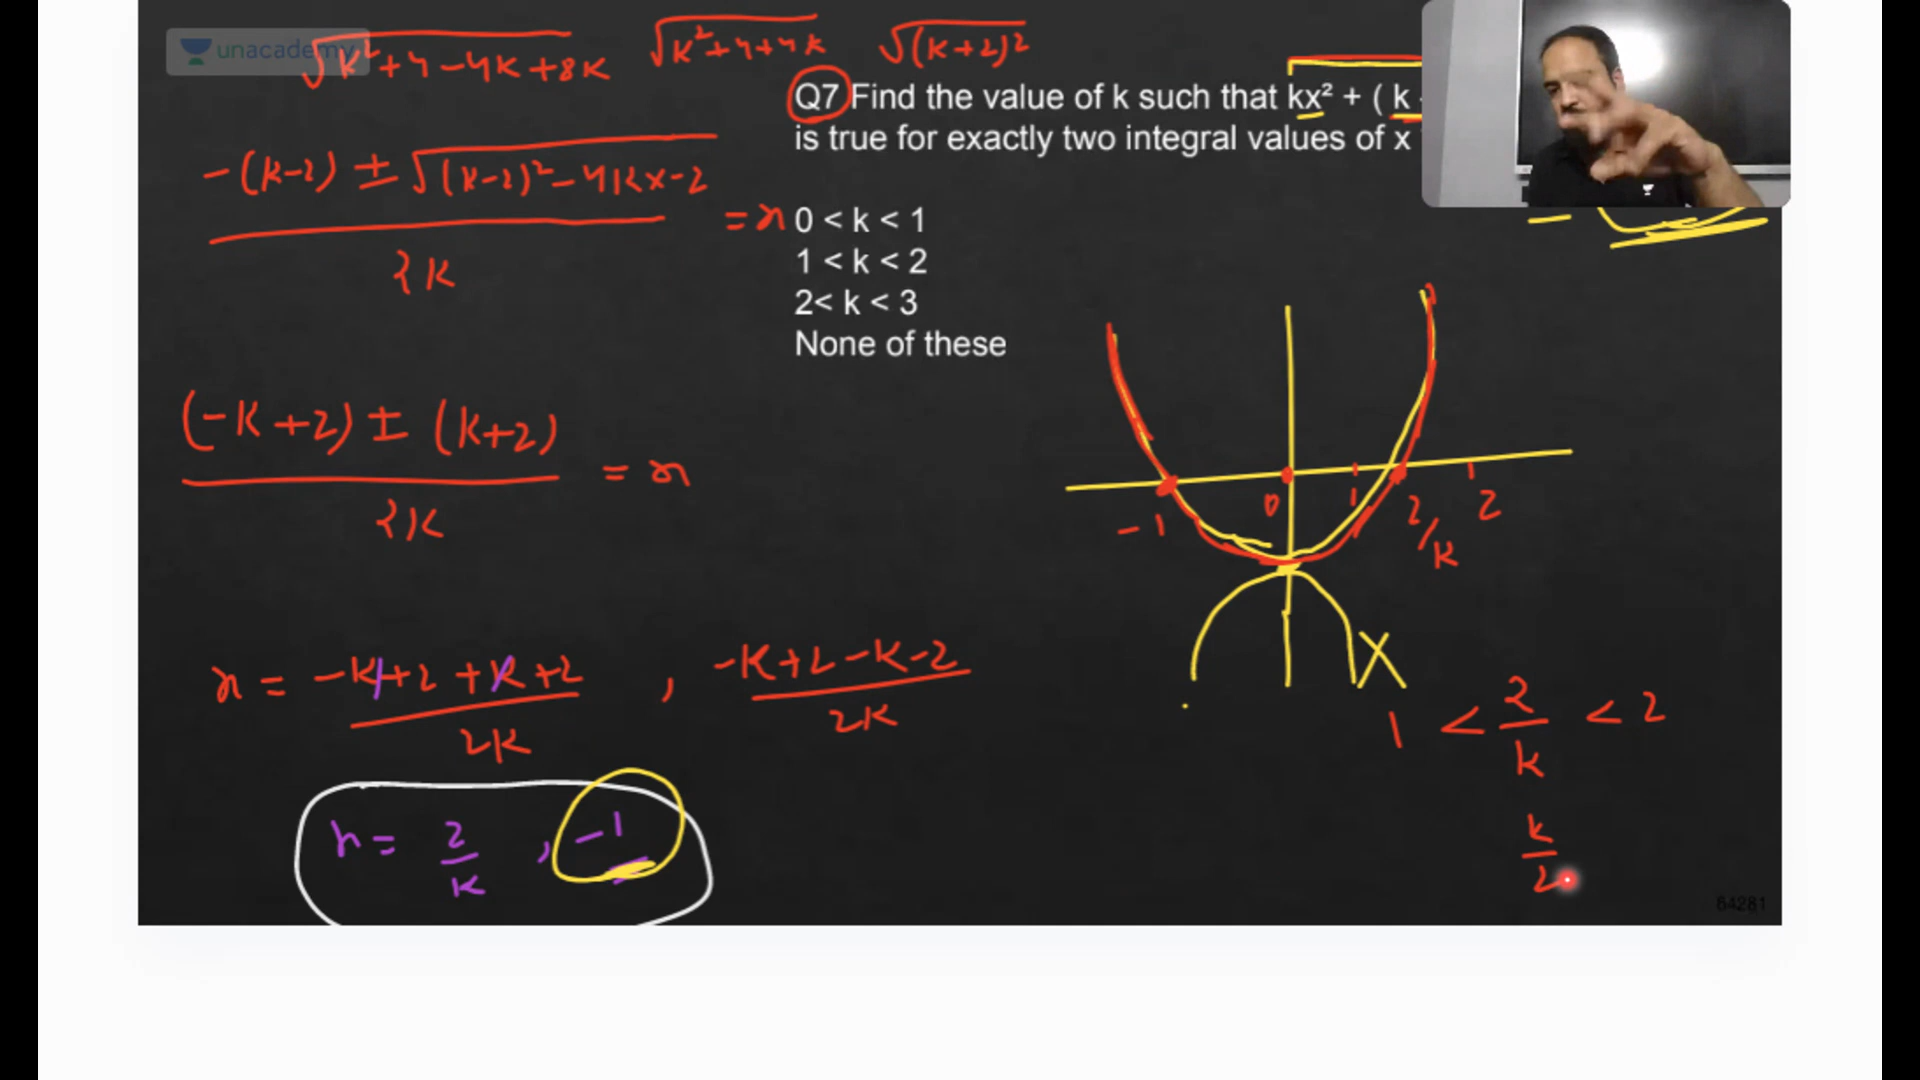 unacademy
√k²+4-4k+8k √k²+4+4k √(k+2)²
Q7 Find the value of k such that kx² + ( k
is true for exactly two integral values of x
-(k-2) ± √(k-2)²-4kx-2
2k
= x
0 < k < 1
1 < k < 2
2< k < 3
None of these
(-k+2) ± (k+2)
2k
= x
-1 0 1 2/k 2
x = -k+2+k+2 , -k+2-k-2
2k 2k
X
1 < 2/k < 2
x = 2/k , -1
k/2
84281